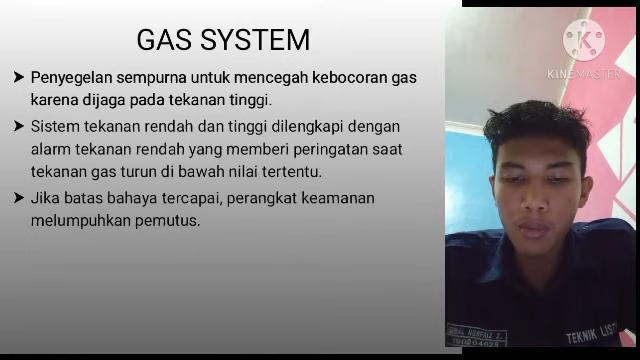 GAS SYSTEM
➤ Penyegelan sempurna untuk mencegah kebocoran gas
karena dijaga pada tekanan tinggi.
➤ Sistem tekanan rendah dan tinggi dilengkapi dengan
alarm tekanan rendah yang memberi peringatan saat
tekanan gas turun di bawah nilai tertentu.
➤ Jika batas bahaya tercapai, perangkat keamanan
melumpuhkan pemutus.
K
KINEMASTER
TEKNIK